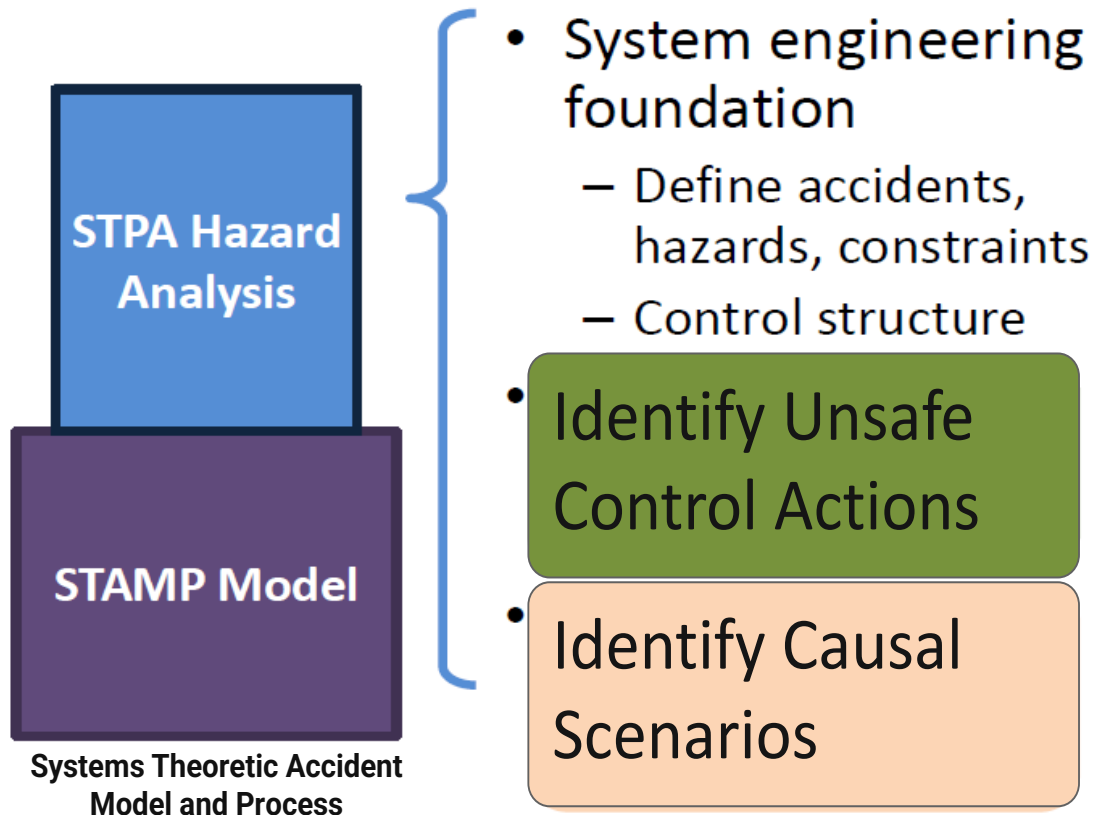 STPA Hazard
Analysis
STAMP Model
Systems Theoretic Accident
Model and Process
• System engineering
foundation
– Define accidents,
hazards, constraints
– Control structure
• Identify Unsafe
Control Actions
• Identify Causal
Scenarios